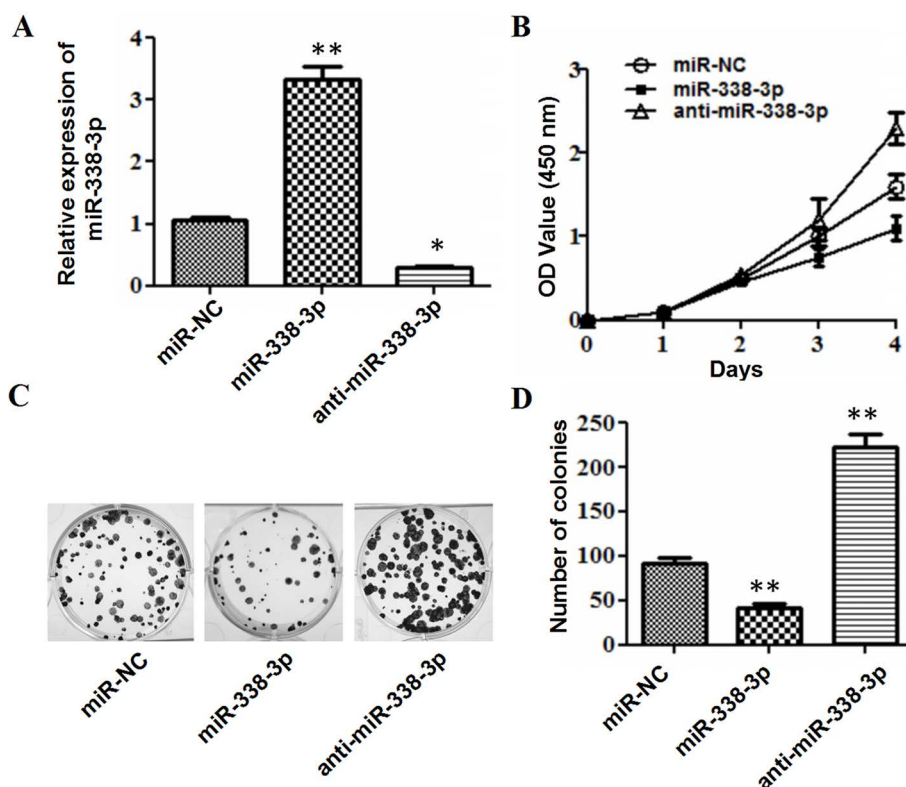 A
Relative expression of
miR-338-3p
4
3
2
1
0
**
*
miR-NC
miR-338-3p
anti-miR-338-3p
B
OD Value (450 nm)
3
2
1
0
miR-NC
miR-338-3p
anti-miR-338-3p
0 1 2 3 4
Days
C
miR-NC
miR-338-3p
anti-miR-338-3p
D
Number of colonies
250
200
150
100
50
0
**
**
miR-NC
miR-338-3p
anti-miR-338-3p